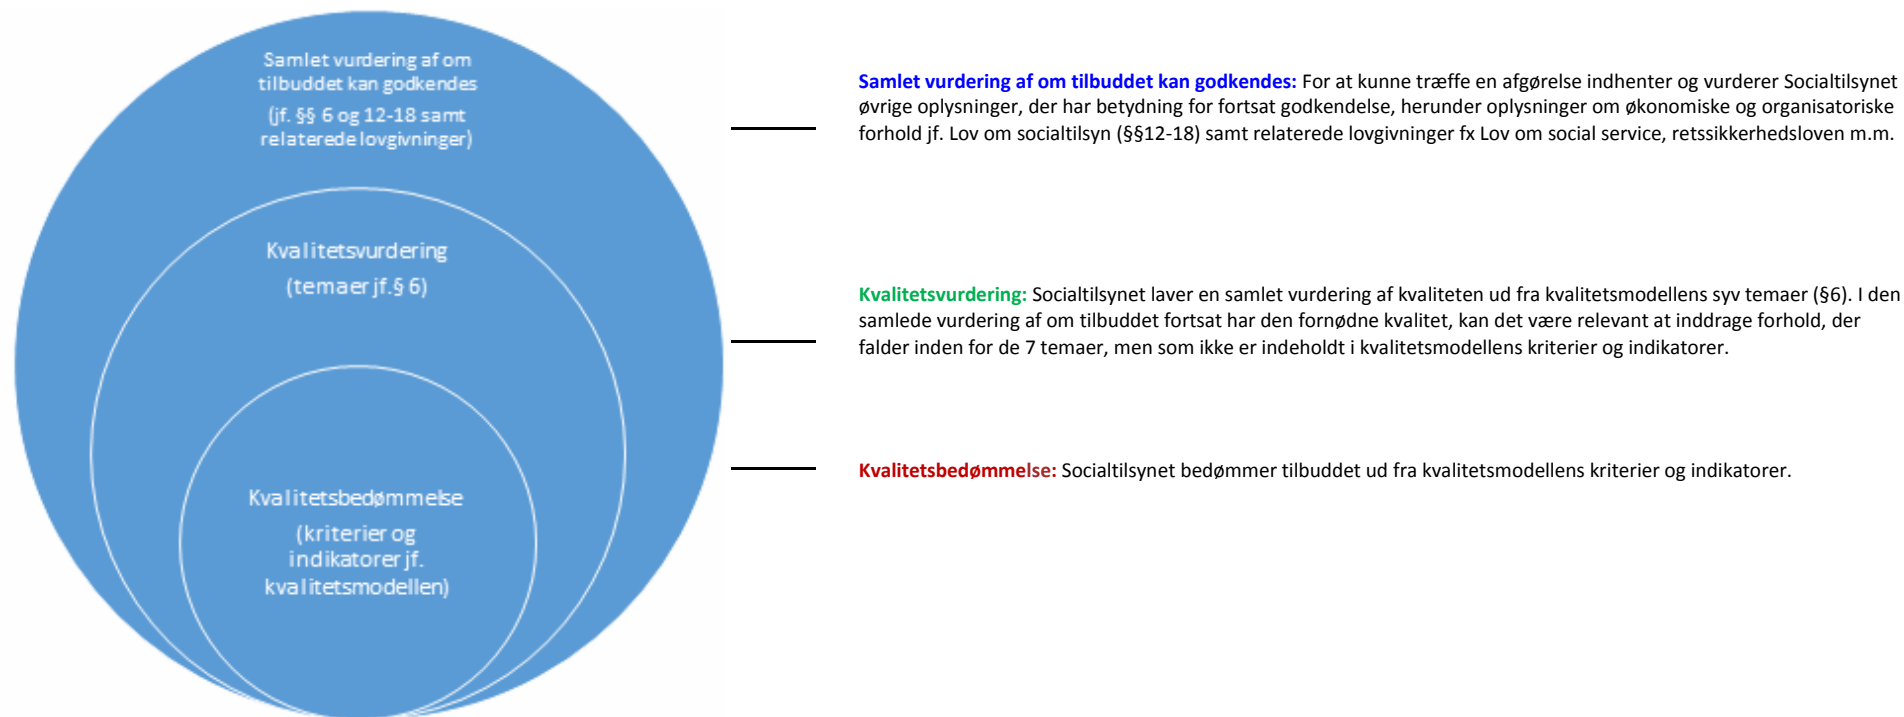 Samlet vurdering af om
tilbuddet kan godkendes
(jf. §§ 6 og 12-18 samt
relaterede lovgivninger)
Kvalitetsvurdering
(temaer jf.§ 6)
Kvalitetsbedømmelse
(kriterier og
indikatorer jf.
kvalitetsmodellen)
Samlet vurdering af om tilbuddet kan godkendes: For at kunne træffe en afgørelse indhenter og vurderer Socialtilsynet
øvrige oplysninger, der har betydning for fortsat godkendelse, herunder oplysninger om økonomiske og organisatoriske
forhold jf. Lov om socialtilsyn (§§12-18) samt relaterede lovgivninger fx Lov om social service, retssikkerhedsloven m.m.
Kvalitetsvurdering: Socialtilsynet laver en samlet vurdering af kvaliteten ud fra kvalitetsmodellens syv temaer (§6). I den
samlede vurdering af om tilbuddet fortsat har den fornødne kvalitet, kan det være relevant at inddrage forhold, der
falder inden for de 7 temaer, men som ikke er indeholdt i kvalitetsmodellens kriterier og indikatorer.
Kvalitetsbedømmelse: Socialtilsynet bedømmer tilbuddet ud fra kvalitetsmodellens kriterier og indikatorer.